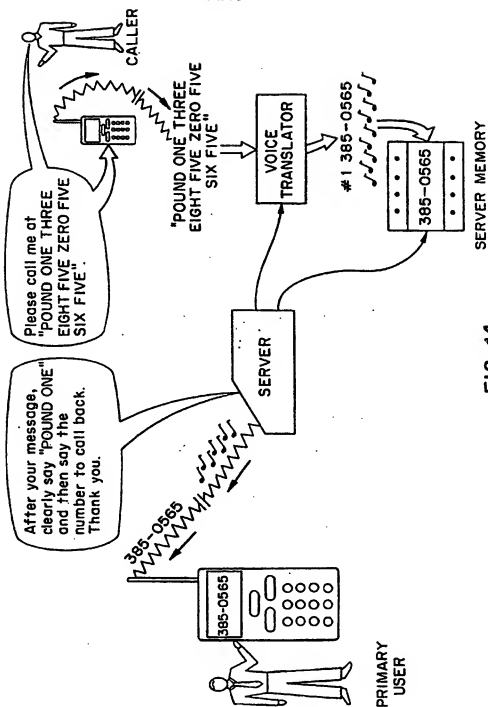 Please call me at
"POUND ONE THREE
EIGHT FIVE ZERO FIVE
SIX FIVE".
CALLER
"POUND ONE THREE
EIGHT FIVE ZERO FIVE
SIX FIVE"
VOICE
TRANSLATOR
#1 385-0565
385-0565
SERVER MEMORY
After your message,
clearly say "POUND ONE"
and then say the
number to call back.
Thank you.
SERVER
385-0565
385-0565
PRIMARY
USER